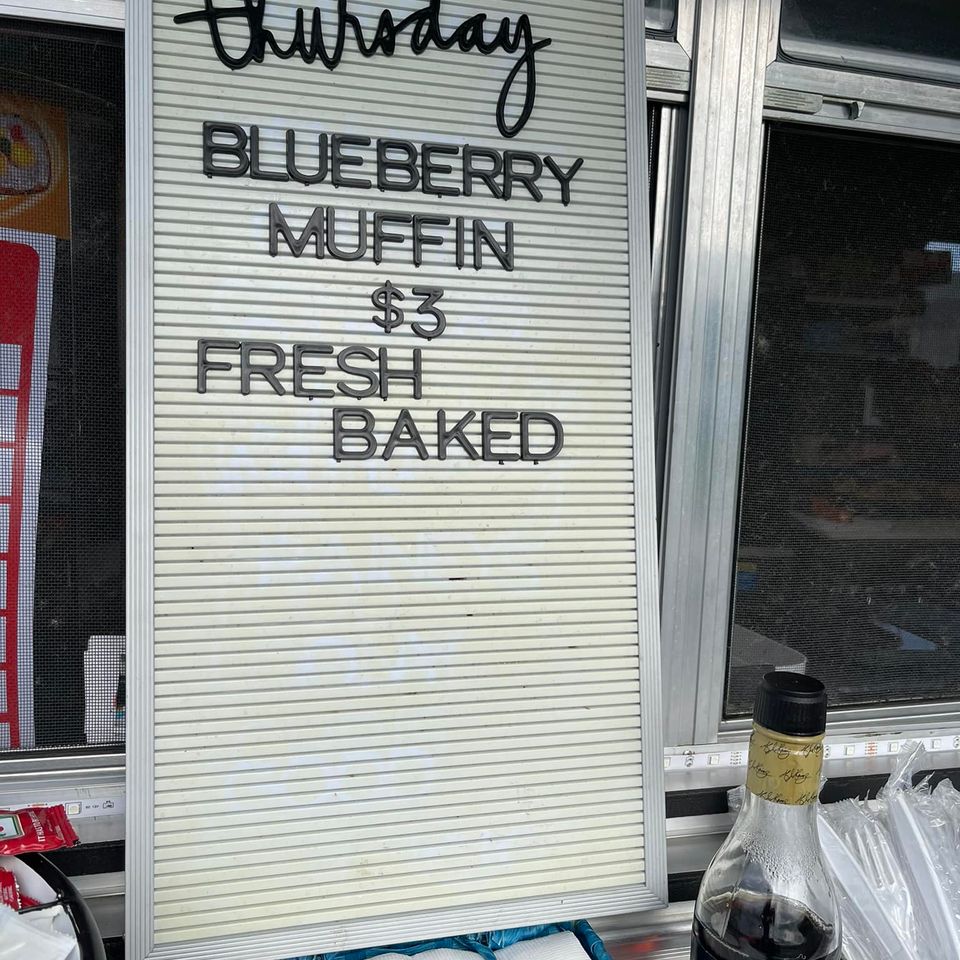 thursday
BLUEBERRY
MUFFIN
$3
FRESH
BAKED